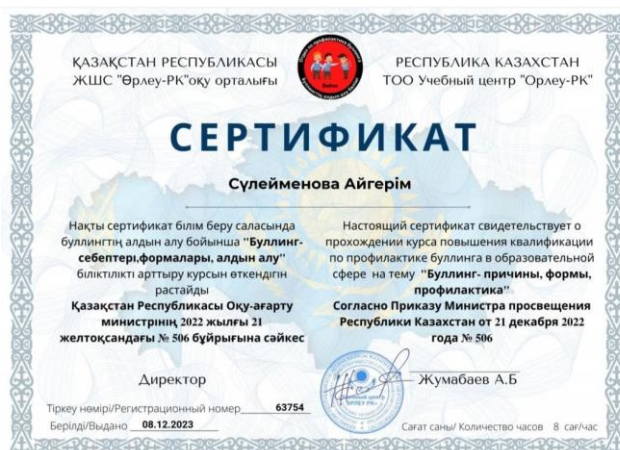 ҚАЗАҚСТАН РЕСПУБЛИКАСЫ
ЖШС "Өрлеу-РК"оқу орталығы
РЕСПУБЛИКА КАЗАХСТАН
ТОО Учебный центр "Орлеу-РК"
СЕРТИФИКАТ
Сүлейменова Айгерім
Нақты сертификат білім беру саласында
буллингтің алдын алу бойынша "Буллинг-
себептері,формалары, алдын алу"
біліктілікті арттыру курсын өткендігін
растайды
Қазақстан Республикасы Оқу-ағарту
министрінің 2022 жылғы 21
желтоқсандағы № 506 бұйрығына сәйкес
Настоящий сертификат свидетельствует о
прохождении курса повышения квалификации
по профилактике буллинга в образовательной
сфере на тему "Буллинг- причины, формы,
профилактика"
Согласно Приказу Министра просвещения
Республики Казахстан от 21 декабря 2022
года № 506
Директор
Жумабаев А.Б
Тіркеу нөмірі/Регистрационный номер 63754
Берілді/Выдано 08.12.2023
Сағат саны/ Количество часов 8 сағ/час